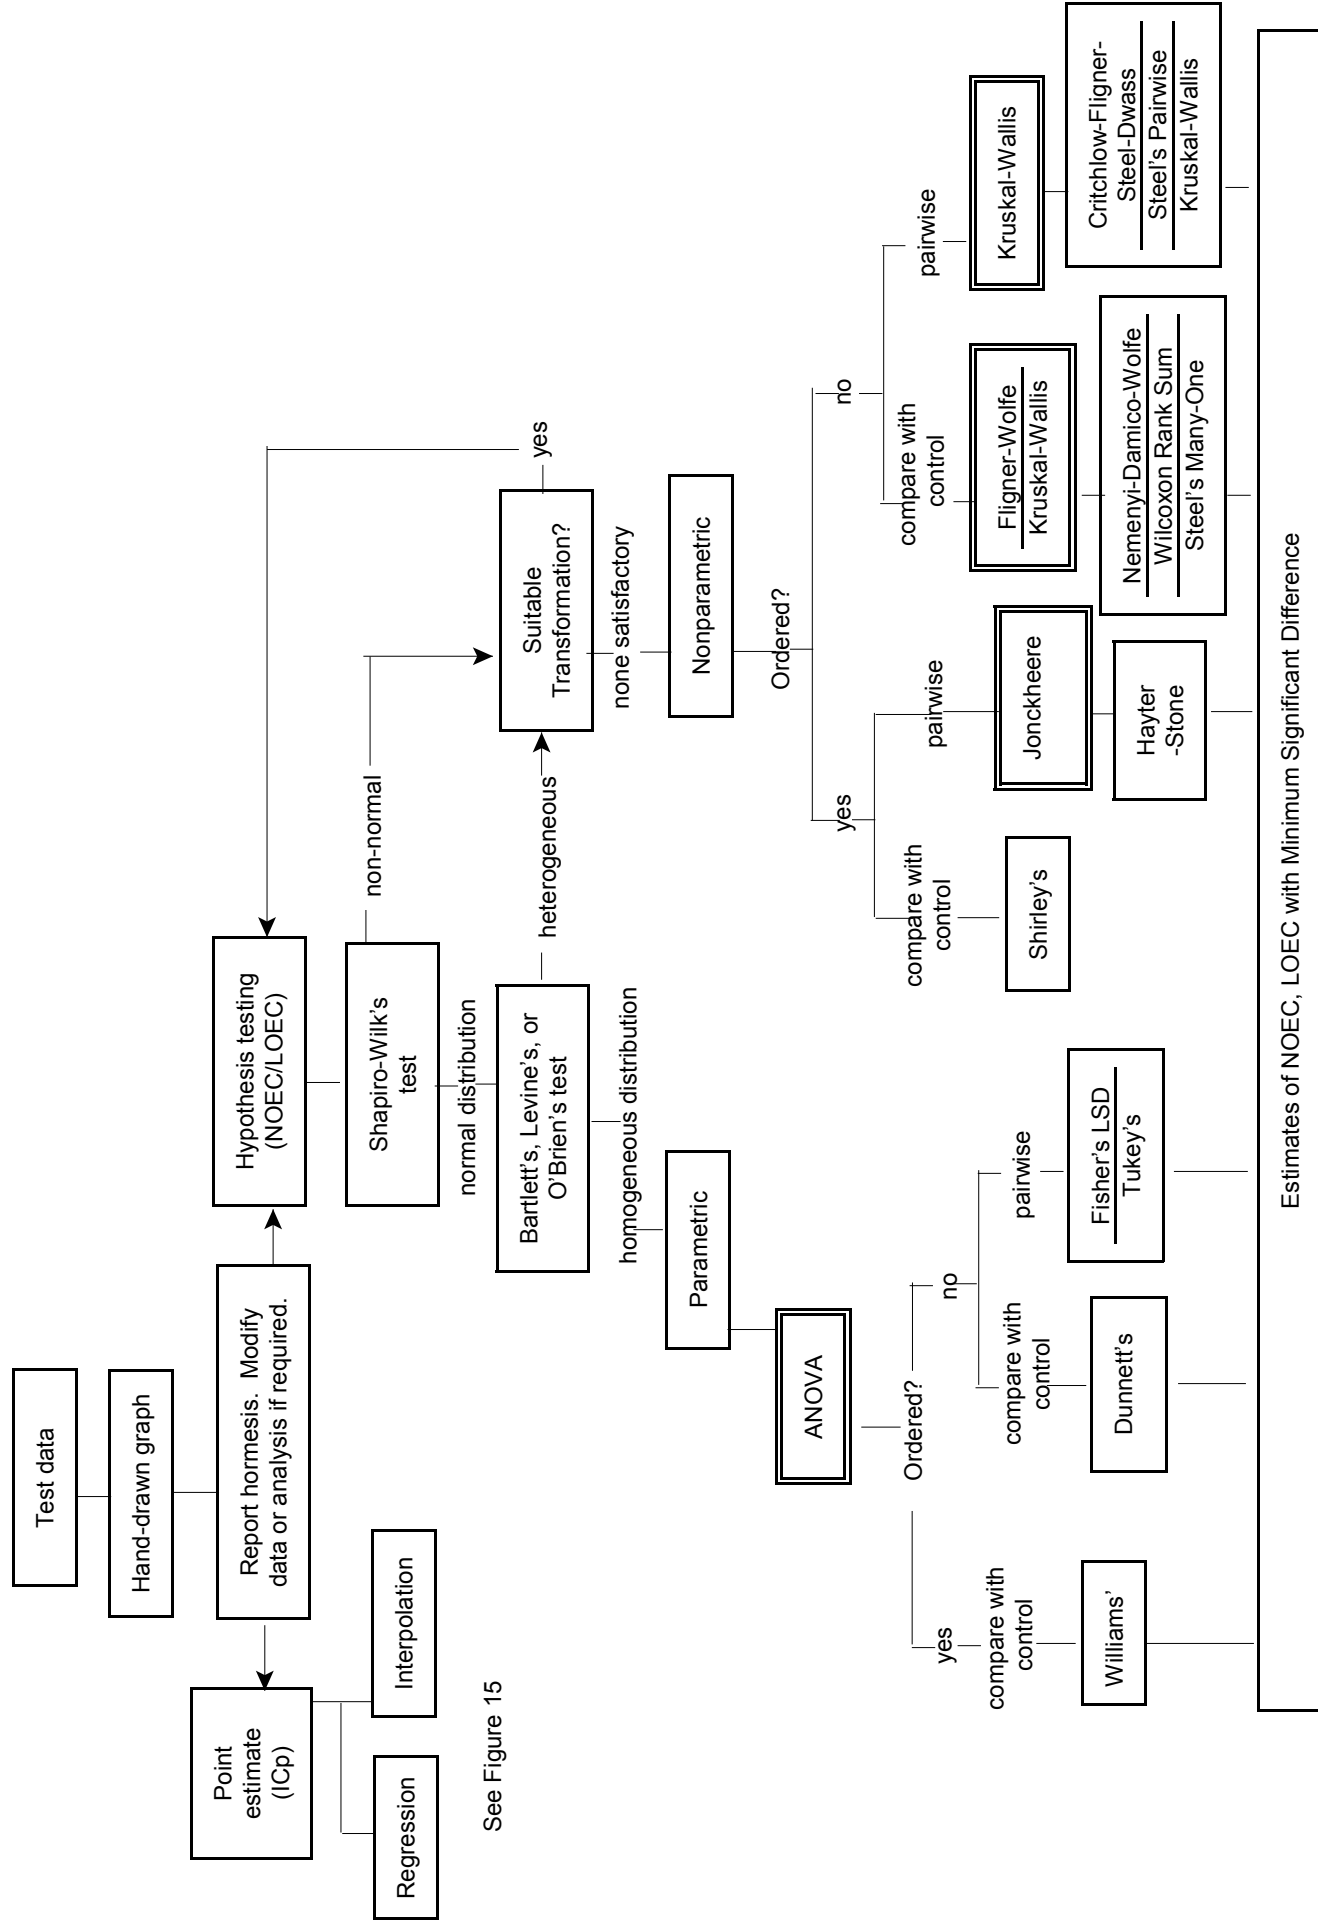 Test data
Hand-drawn graph
Report hormesis.  Modify
data or analysis if required.
Point
estimate
(ICp)
Regression
Interpolation
See Figure 15
Hypothesis testing
(NOEC/LOEC)
Shapiro-Wilk's
test
non-normal
normal distribution
Bartlett's, Levine's, or
O'Brien's test
heterogeneous
homogeneous distribution
Suitable
Transformation?
yes
none satisfactory
Parametric
Nonparametric
ANOVA
Ordered?
yes
compare with
control
Williams'
no
compare with
control
Dunnett's
pairwise
Fisher's LSD
Tukey's
Ordered?
yes
compare with
control
Shirley's
pairwise
Jonckheere
Hayter
-Stone
no
compare with
control
Fligner-Wolfe
Kruskal-Wallis
Nemenyi-Damico-Wolfe
Wilcoxon Rank Sum
Steel's Many-One
pairwise
Kruskal-Wallis
Critchlow-Fligner-
Steel-Dwass
Steel's Pairwise
Kruskal-Wallis
Estimates of NOEC, LOEC with Minimum Significant Difference